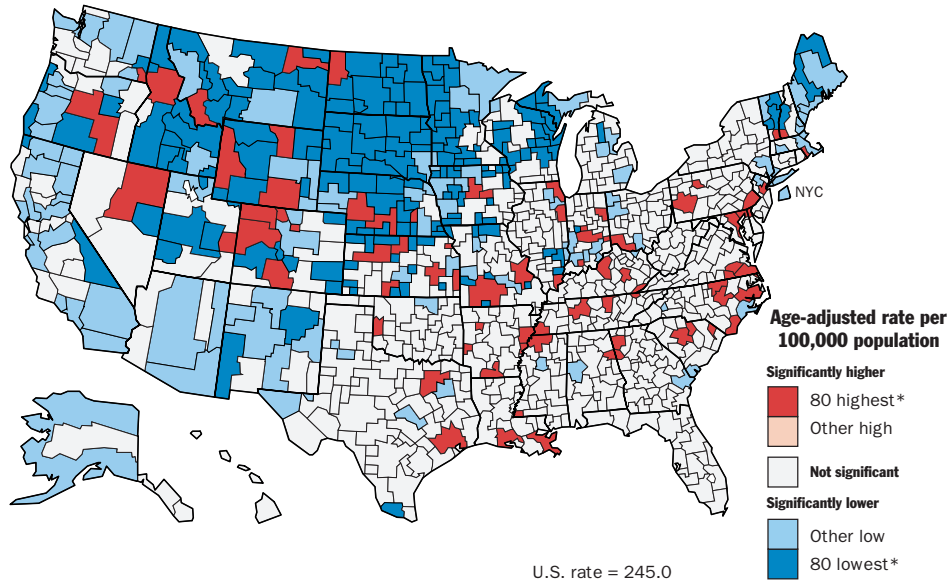 NYC
Age-adjusted rate per
100,000 population
Significantly higher
80 highest*
Other high
Not significant
Significantly lower
Other low
80 lowest*
U.S. rate = 245.0